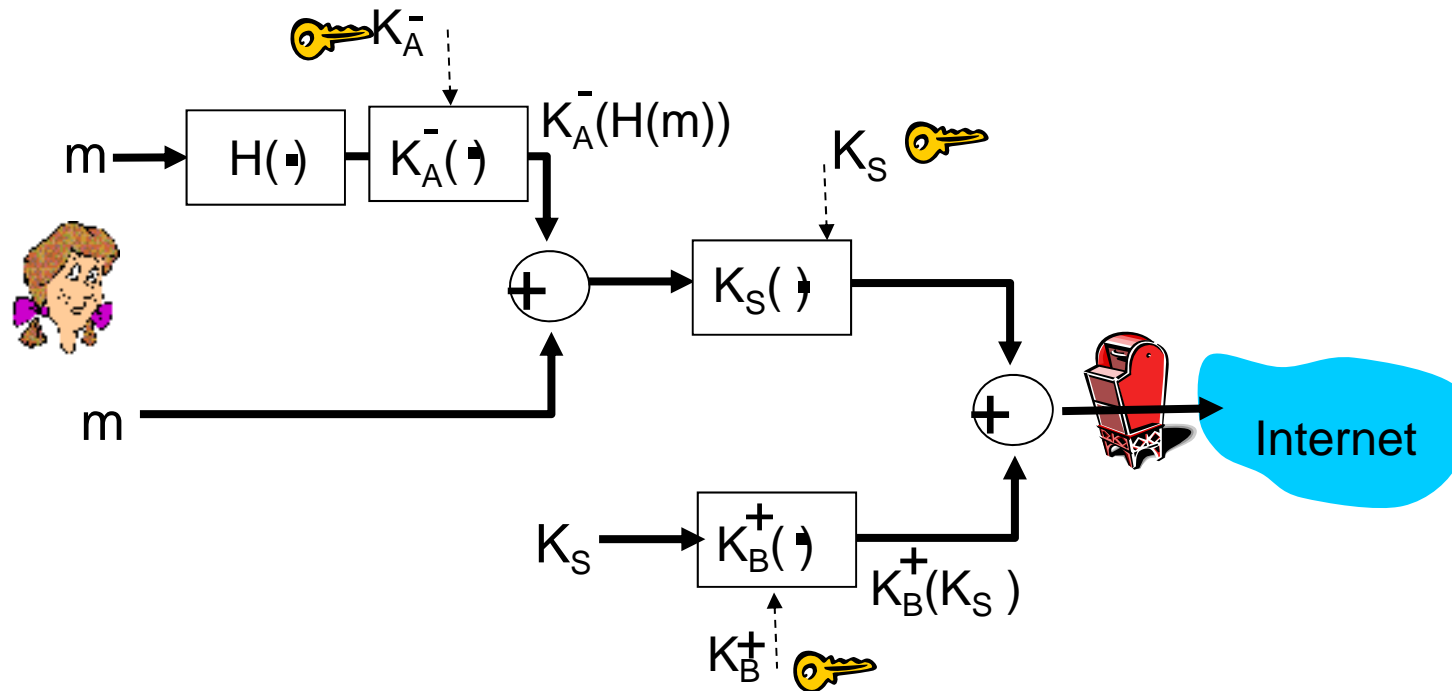 K_A^-
m
H(▪)
K_A^-(▪)
K_A^-(H(m))
K_S
+
K_S(▪)
m
+
Internet
K_S
K_B^+(▪)
K_B^+(K_S )
K_B^+